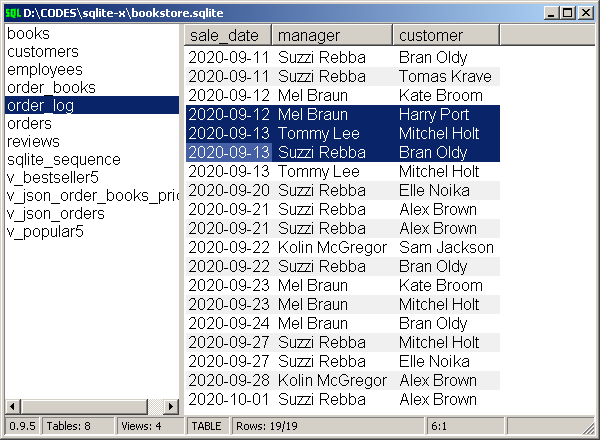 SQL D:\CODES\sqlite-x\bookstore.sqlite
books
customers
employees
order_books
order_log
orders
reviews
sqlite_sequence
v_bestseller5
v_json_order_books_pric
v_json_orders
v_popular5
sale_date manager customer
2020-09-11 Suzzi Rebba Bran Oldy
2020-09-11 Suzzi Rebba Tomas Krave
2020-09-12 Mel Braun Kate Broom
2020-09-12 Mel Braun Harry Port
2020-09-13 Tommy Lee Mitchel Holt
2020-09-13 Suzzi Rebba Bran Oldy
2020-09-13 Tommy Lee Mitchel Holt
2020-09-20 Suzzi Rebba Elle Noika
2020-09-21 Suzzi Rebba Alex Brown
2020-09-21 Suzzi Rebba Alex Brown
2020-09-22 Kolin McGregor Sam Jackson
2020-09-22 Suzzi Rebba Bran Oldy
2020-09-23 Mel Braun Kate Broom
2020-09-23 Mel Braun Mitchel Holt
2020-09-24 Mel Braun Bran Oldy
2020-09-27 Suzzi Rebba Mitchel Holt
2020-09-27 Suzzi Rebba Elle Noika
2020-09-28 Kolin McGregor Alex Brown
2020-10-01 Suzzi Rebba Alex Brown
0.9.5 Tables: 8 Views: 4 TABLE Rows: 19/19 6:1